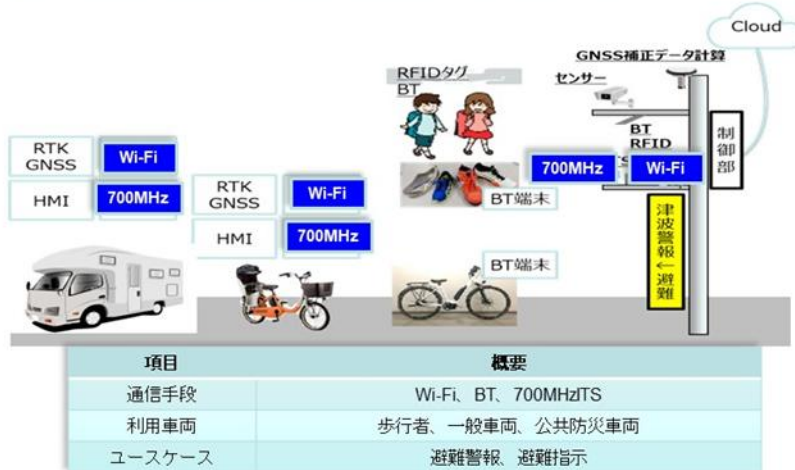 Cloud
GNSS補正データ計算
センサー
RFIDタグ
BT
BT
RFID
制御部
700MHz
Wi-Fi
RTK
GNSS
Wi-Fi
HMI
700MHz
RTK
GNSS
Wi-Fi
HMI
700MHz
BT端末
BT端末
津波警報←避難
項目
概要
通信手段
Wi-Fi、BT、700MHzITS
利用車両
歩行者、一般車両、公共防災車両
ユースケース
避難警報、避難指示